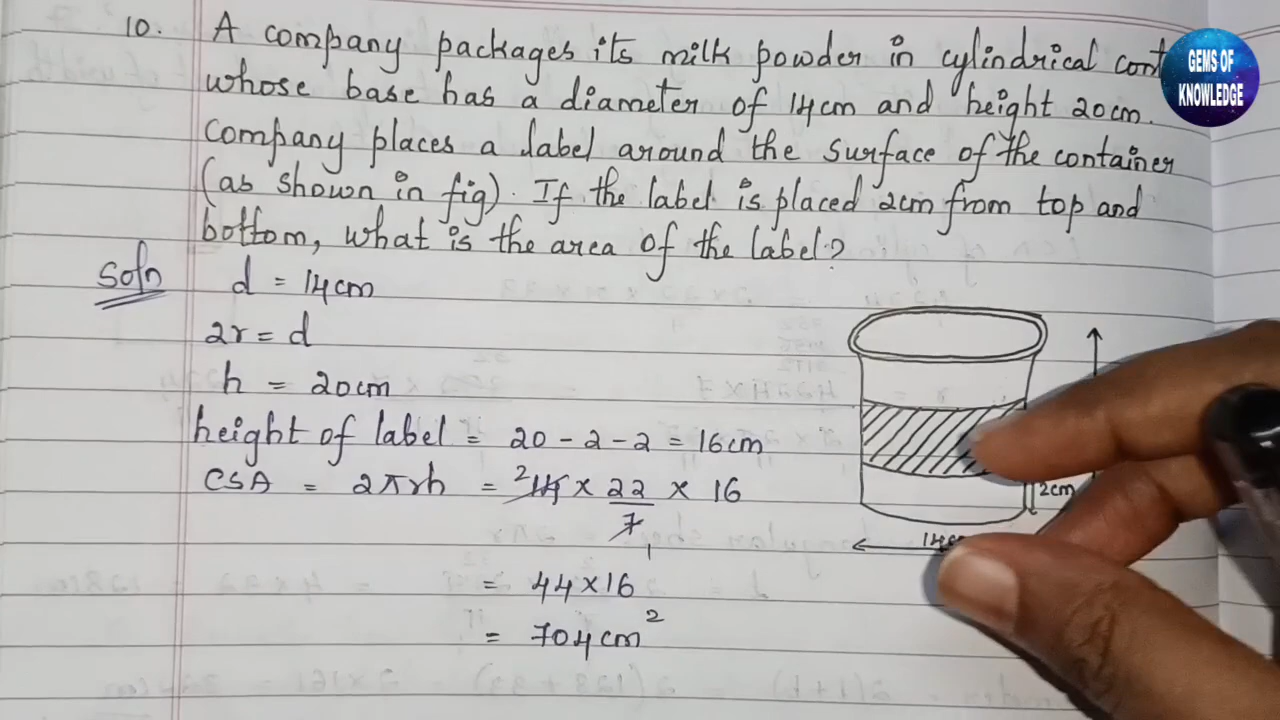 10. A company packages its milk powder in cylindrical
whose base has a diameter of 14cm and height 20cm.
company places a label around the surface of the container
(as shown in fig). If the label is placed 2cm from top and
bottom, what is the area of the label?
Soln d = 14cm
2r = d
h = 20cm
height of label = 20 - 2 - 2 = 16cm
CSA = 2πrh = 2 14 × 22/7 × 16
1
= 44 × 16
= 704cm²
2cm
GEMS OF
KNOWLEDGE